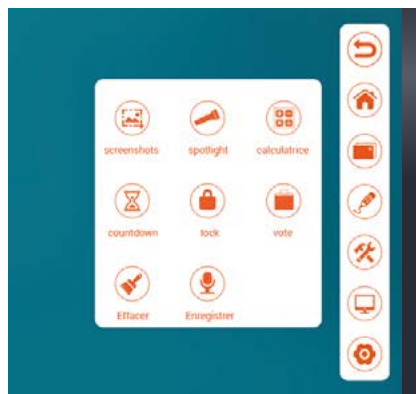 screenshots spotlight calculatrice
countdown lock vote
Effacer Enregistrer